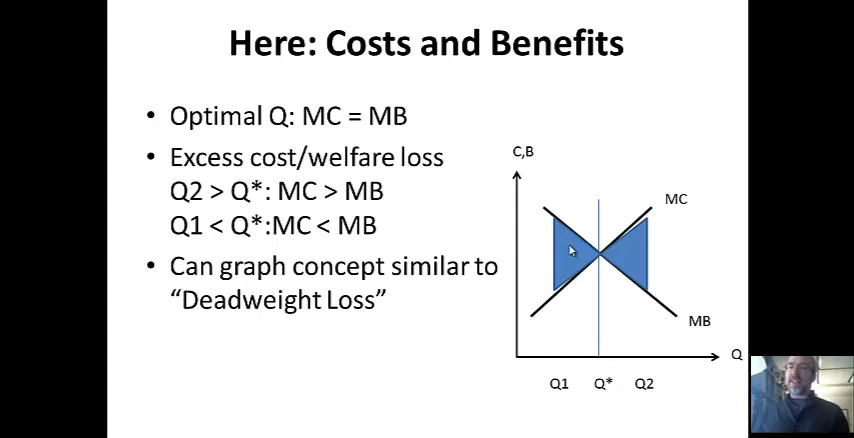 Here: Costs and Benefits
• Optimal Q: MC = MB
• Excess cost/welfare loss
Q2 > Q*: MC > MB
Q1 < Q*:MC < MB
• Can graph concept similar to
“Deadweight Loss”
C,B
MC
MB
Q
Q1 Q* Q2